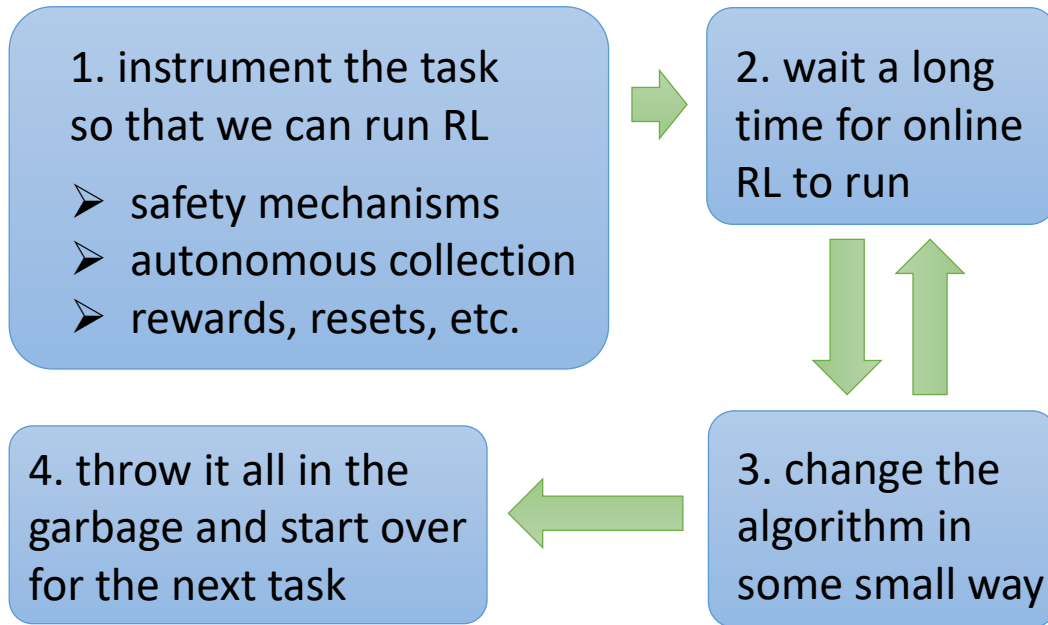 1. instrument the task
so that we can run RL
➢ safety mechanisms
➢ autonomous collection
➢ rewards, resets, etc.
2. wait a long
time for online
RL to run
3. change the
algorithm in
some small way
4. throw it all in the
garbage and start over
for the next task